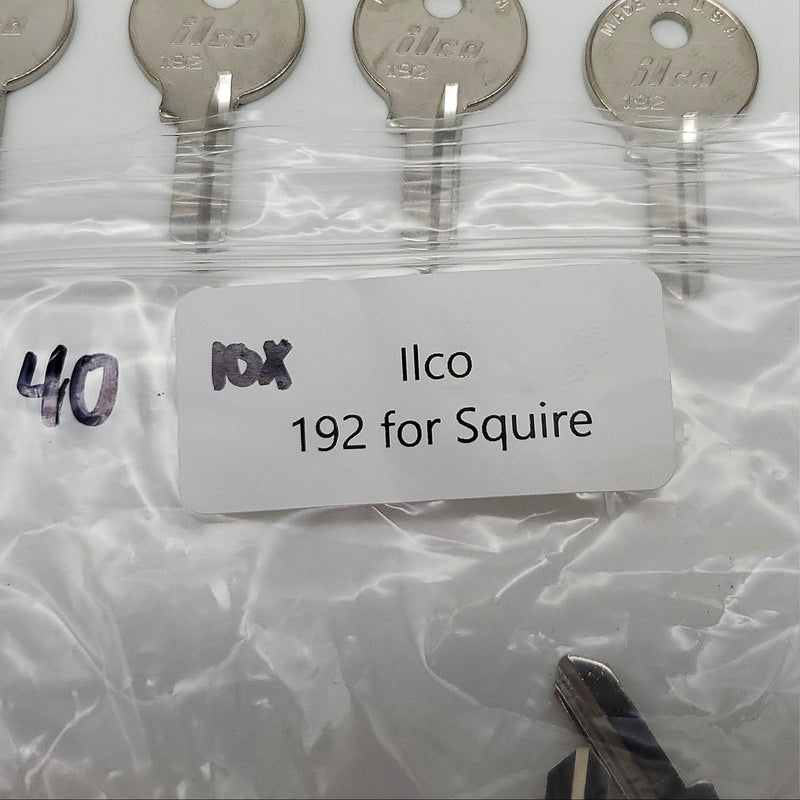 ilco
192
ilco
192
MADE IN U.S.A.
ilco
192
40
10X Ilco
192 for Squire